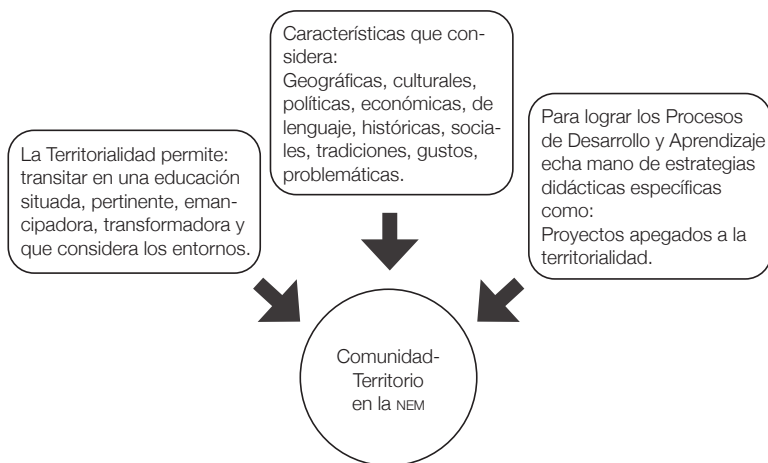 Características que con-
sidera:
Geográficas, culturales,
políticas, económicas, de
lenguaje, históricas, socia-
les, tradiciones, gustos,
problemáticas.
La Territorialidad permite:
transitar en una educación
situada, pertinente, eman-
cipadora, transformadora y
que considera los entornos.
Para lograr los Procesos
de Desarrollo y Aprendizaje
echa mano de estrategias
didácticas específicas
como:
Proyectos apegados a la
territorialidad.
Comunidad-
Territorio
en la NEM